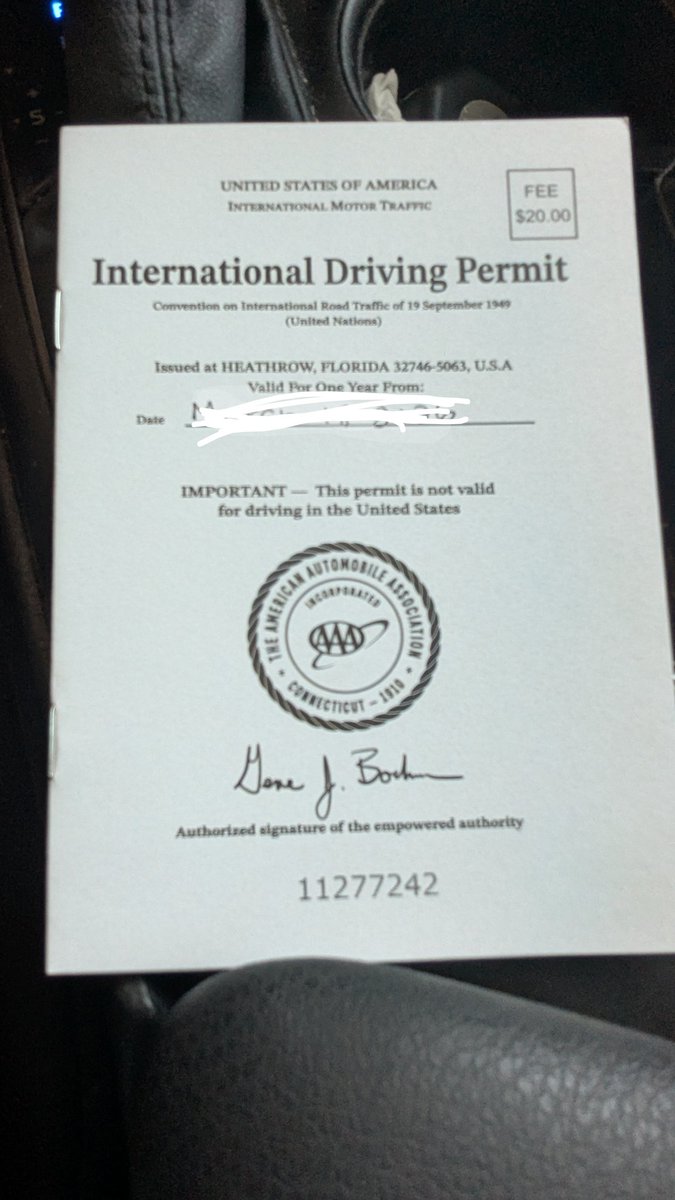 UNITED STATES OF AMERICA
INTERNATIONAL MOTOR TRAFFIC
FEE
$20.00
International Driving Permit
Convention on International Road Traffic of 19 September 1949
(United Nations)
Issued at HEATHROW, FLORIDA 32746-5063, U.S.A
Valid For One Year From:
Date
IMPORTANT — This permit is not valid
for driving in the United States
THE AMERICAN AUTOMOBILE ASSOCIATION
INCORPORATED
AAA
CONNECTICUT - 1910
Gene J. Boehm
Authorized signature of the empowered authority
11277242
S